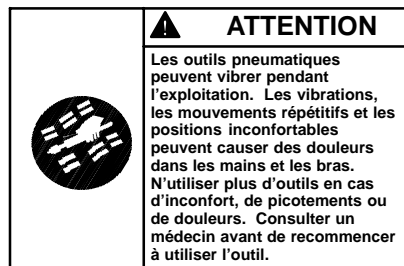 ATTENTION
Les outils pneumatiques
peuvent vibrer pendant
l'exploitation. Les vibrations,
les mouvements répétitifs et les
positions inconfortables
peuvent causer des douleurs
dans les mains et les bras.
N'utiliser plus d'outils en cas
d'inconfort, de picotements ou
de douleurs. Consulter un
médecin avant de recommencer
à utiliser l'outil.